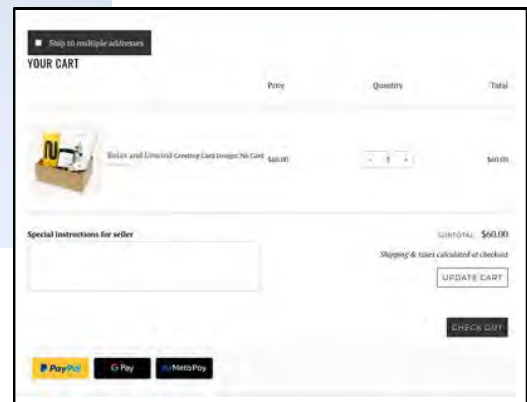 Ship to multiple addresses
YOUR CART
Price Quantity Total
Relax and Unwind Greeting Card Design: No Card $60.00 - 1 + $60.00
Special instructions for seller
SUBTOTAL $60.00
Shipping & taxes calculated at checkout
UPDATE CART
CHECK OUT
PayPal G Pay Meta Pay